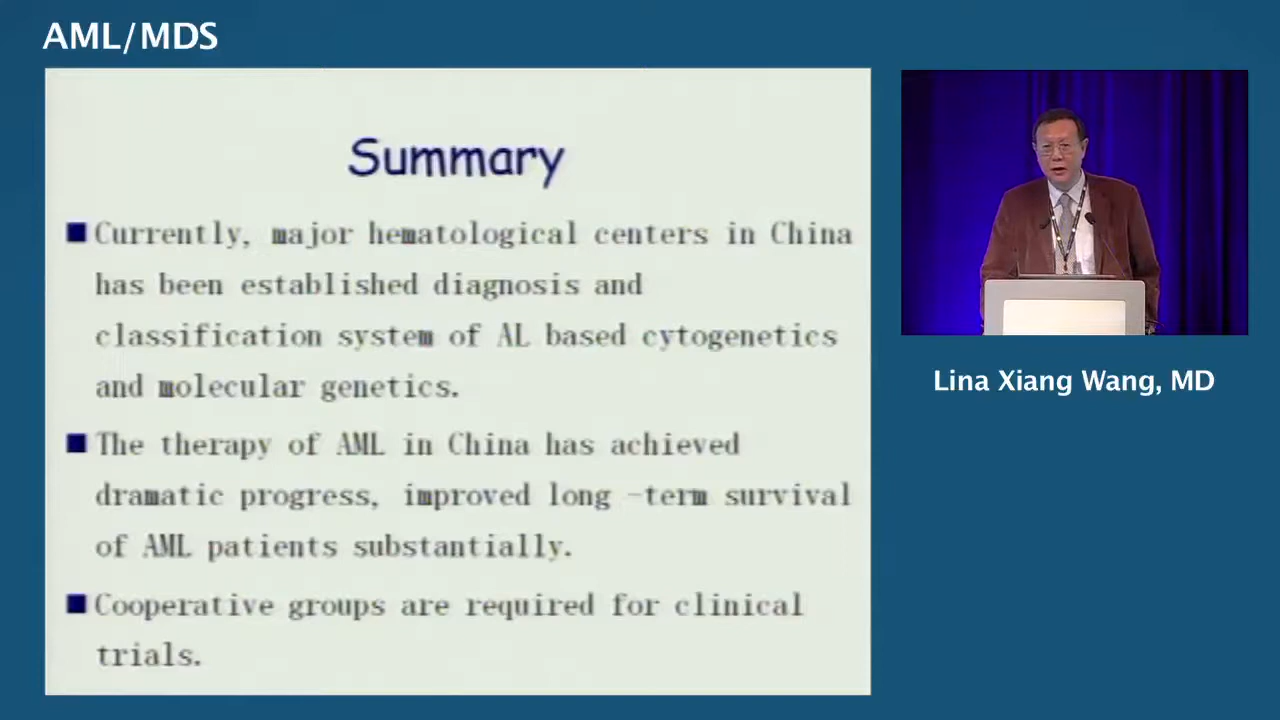 AML/MDS
Summary
Currently, major hematological centers in China
has been established diagnosis and
classification system of AL based cytogenetics
and molecular genetics.
The therapy of AML in China has achieved
dramatic progress, improved long -term survival
of AML patients substantially.
Cooperative groups are required for clinical
trials.
Lina Xiang Wang, MD